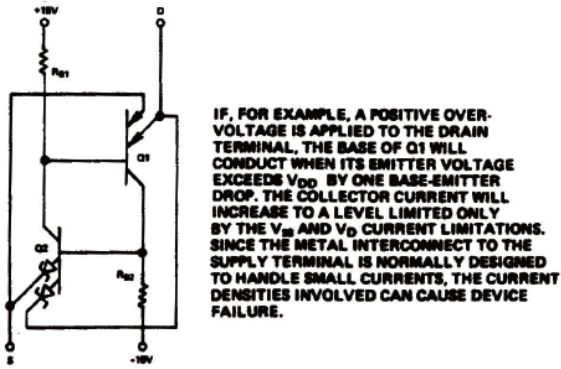 +15V
D
RS1
Q1
Q2
RS2
S
-15V
IF, FOR EXAMPLE, A POSITIVE OVER-
VOLTAGE IS APPLIED TO THE DRAIN
TERMINAL, THE BASE OF Q1 WILL
CONDUCT WHEN ITS EMITTER VOLTAGE
EXCEEDS VDD BY ONE BASE-EMITTER
DROP. THE COLLECTOR CURRENT WILL
INCREASE TO A LEVEL LIMITED ONLY
BY THE VSS AND VD CURRENT LIMITATIONS.
SINCE THE METAL INTERCONNECT TO THE
SUPPLY TERMINAL IS NORMALLY DESIGNED
TO HANDLE SMALL CURRENTS, THE CURRENT
DENSITIES INVOLVED CAN CAUSE DEVICE
FAILURE.